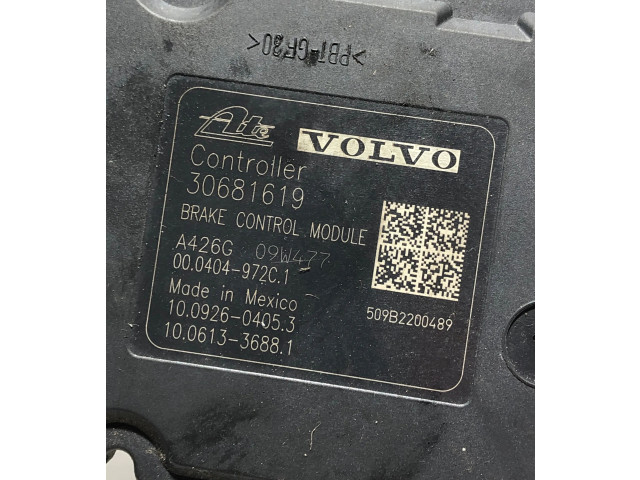 >PBT-GF30<
Ate VOLVO
Controller
30681619
BRAKE CONTROL MODULE
A426G 09W477
00.0404-972C.1
Made in Mexico
10.0926-0405.3
10.0613-3688.1
509B2200489